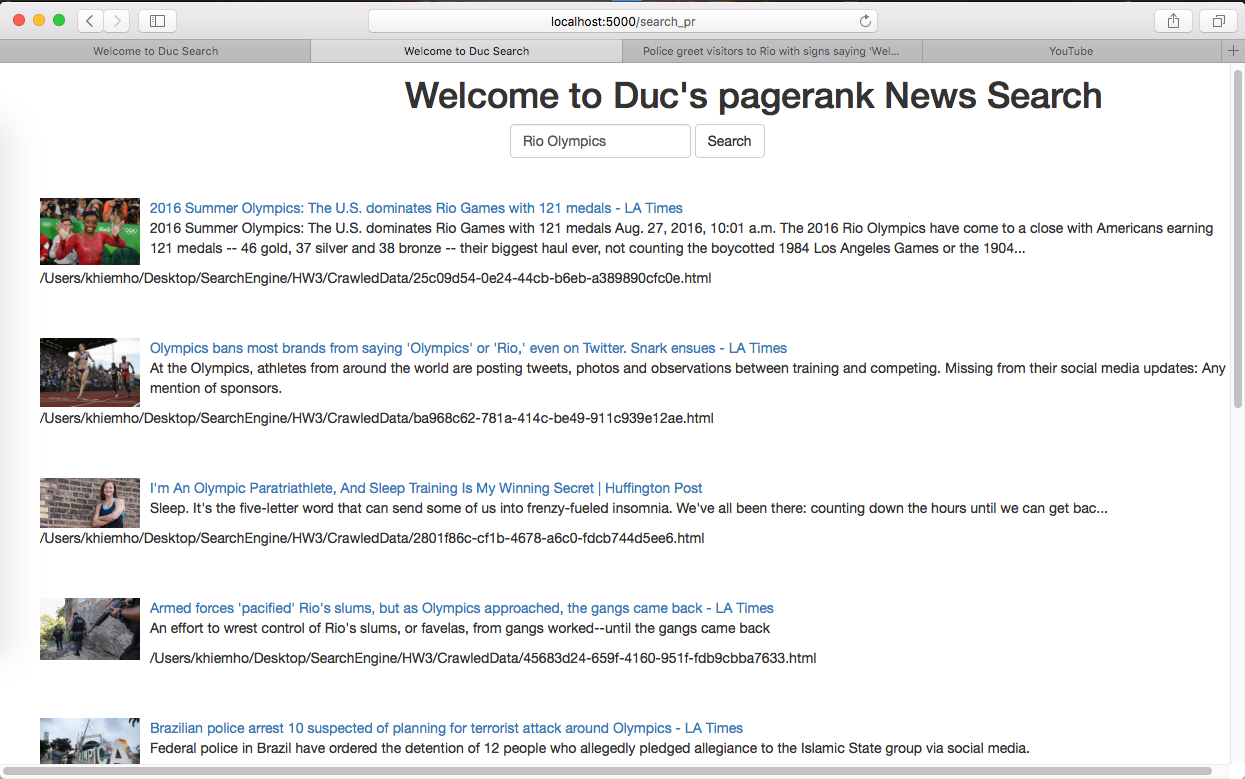 localhost:5000/search_pr
Welcome to Duc Search
Welcome to Duc Search
Police greet visitors to Rio with signs saying 'Wel...
YouTube
Welcome to Duc's pagerank News Search
Rio Olympics
Search
2016 Summer Olympics: The U.S. dominates Rio Games with 121 medals - LA Times
2016 Summer Olympics: The U.S. dominates Rio Games with 121 medals Aug. 27, 2016, 10:01 a.m. The 2016 Rio Olympics have come to a close with Americans earning
121 medals -- 46 gold, 37 silver and 38 bronze -- their biggest haul ever, not counting the boycotted 1984 Los Angeles Games or the 1904...
/Users/khiemho/Desktop/SearchEngine/HW3/CrawledData/25c09d54-0e24-44cb-b6eb-a389890cfc0e.html
Olympics bans most brands from saying 'Olympics' or 'Rio,' even on Twitter. Snark ensues - LA Times
At the Olympics, athletes from around the world are posting tweets, photos and observations between training and competing. Missing from their social media updates: Any
mention of sponsors.
/Users/khiemho/Desktop/SearchEngine/HW3/CrawledData/ba968c62-781a-414c-be49-911c939e12ae.html
I'm An Olympic Paratriathlete, And Sleep Training Is My Winning Secret | Huffington Post
Sleep. It's the five-letter word that can send some of us into frenzy-fueled insomnia. We've all been there: counting down the hours until we can get bac...
/Users/khiemho/Desktop/SearchEngine/HW3/CrawledData/2801f86c-cf1b-4678-a6c0-fdcb744d5ee6.html
Armed forces 'pacified' Rio's slums, but as Olympics approached, the gangs came back - LA Times
An effort to wrest control of Rio's slums, or favelas, from gangs worked--until the gangs came back
/Users/khiemho/Desktop/SearchEngine/HW3/CrawledData/45683d24-659f-4160-951f-fdb9cbba7633.html
Brazilian police arrest 10 suspected of planning for terrorist attack around Olympics - LA Times
Federal police in Brazil have ordered the detention of 12 people who allegedly pledged allegiance to the Islamic State group via social media.